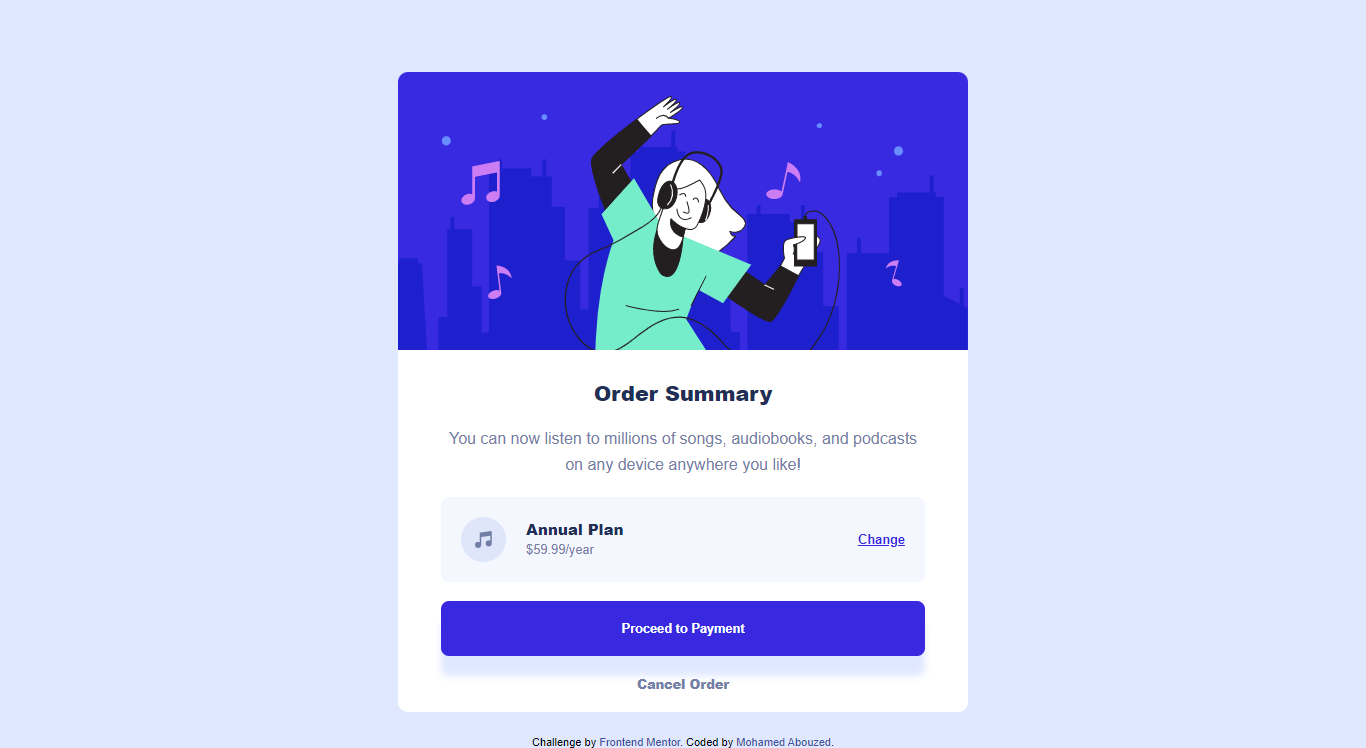 Order Summary
You can now listen to millions of songs, audiobooks, and podcasts
on any device anywhere you like!
Annual Plan
$59.99/year
Change
Proceed to Payment
Cancel Order
Challenge by Frontend Mentor. Coded by Mohamed Abouzed.